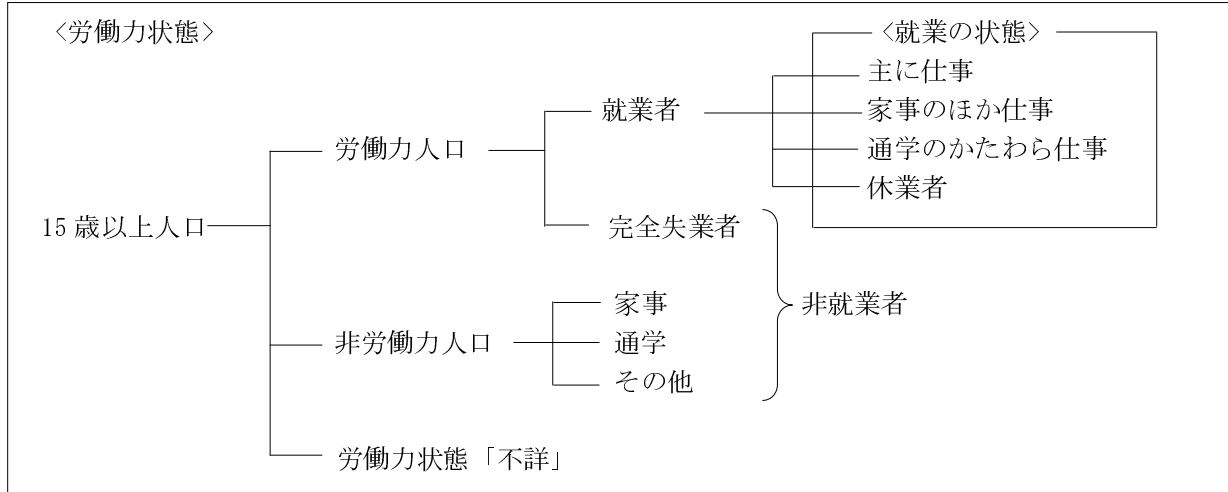 〈労働力状態〉
〈就業の状態〉
主に仕事
就業者
家事のほか仕事
労働力人口
通学のかたわら仕事
休業者
15歳以上人口
完全失業者
家事
非就業者
非労働力人口
通学
その他
労働力状態「不詳」